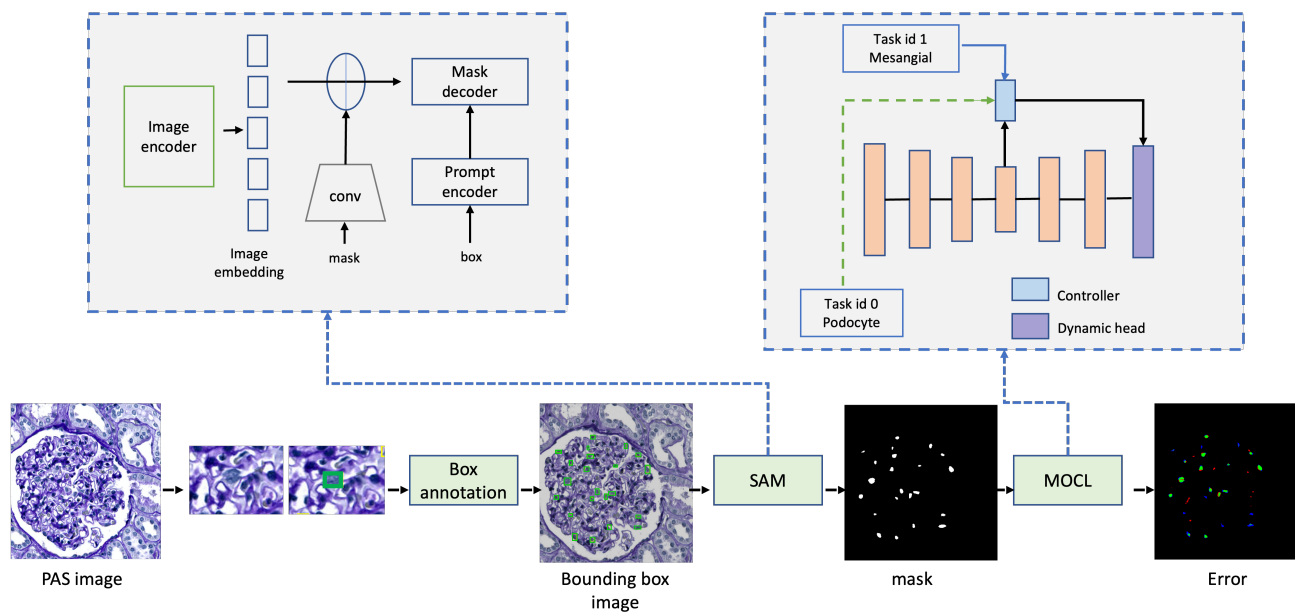 Image
encoder
Image
embedding
conv
mask
Mask
decoder
Prompt
encoder
box
Task id 1
Mesangial
Task id 0
Podocyte
Controller
Dynamic head
Box
annotation
SAM
MOCL
PAS image
Bounding box
image
mask
Error